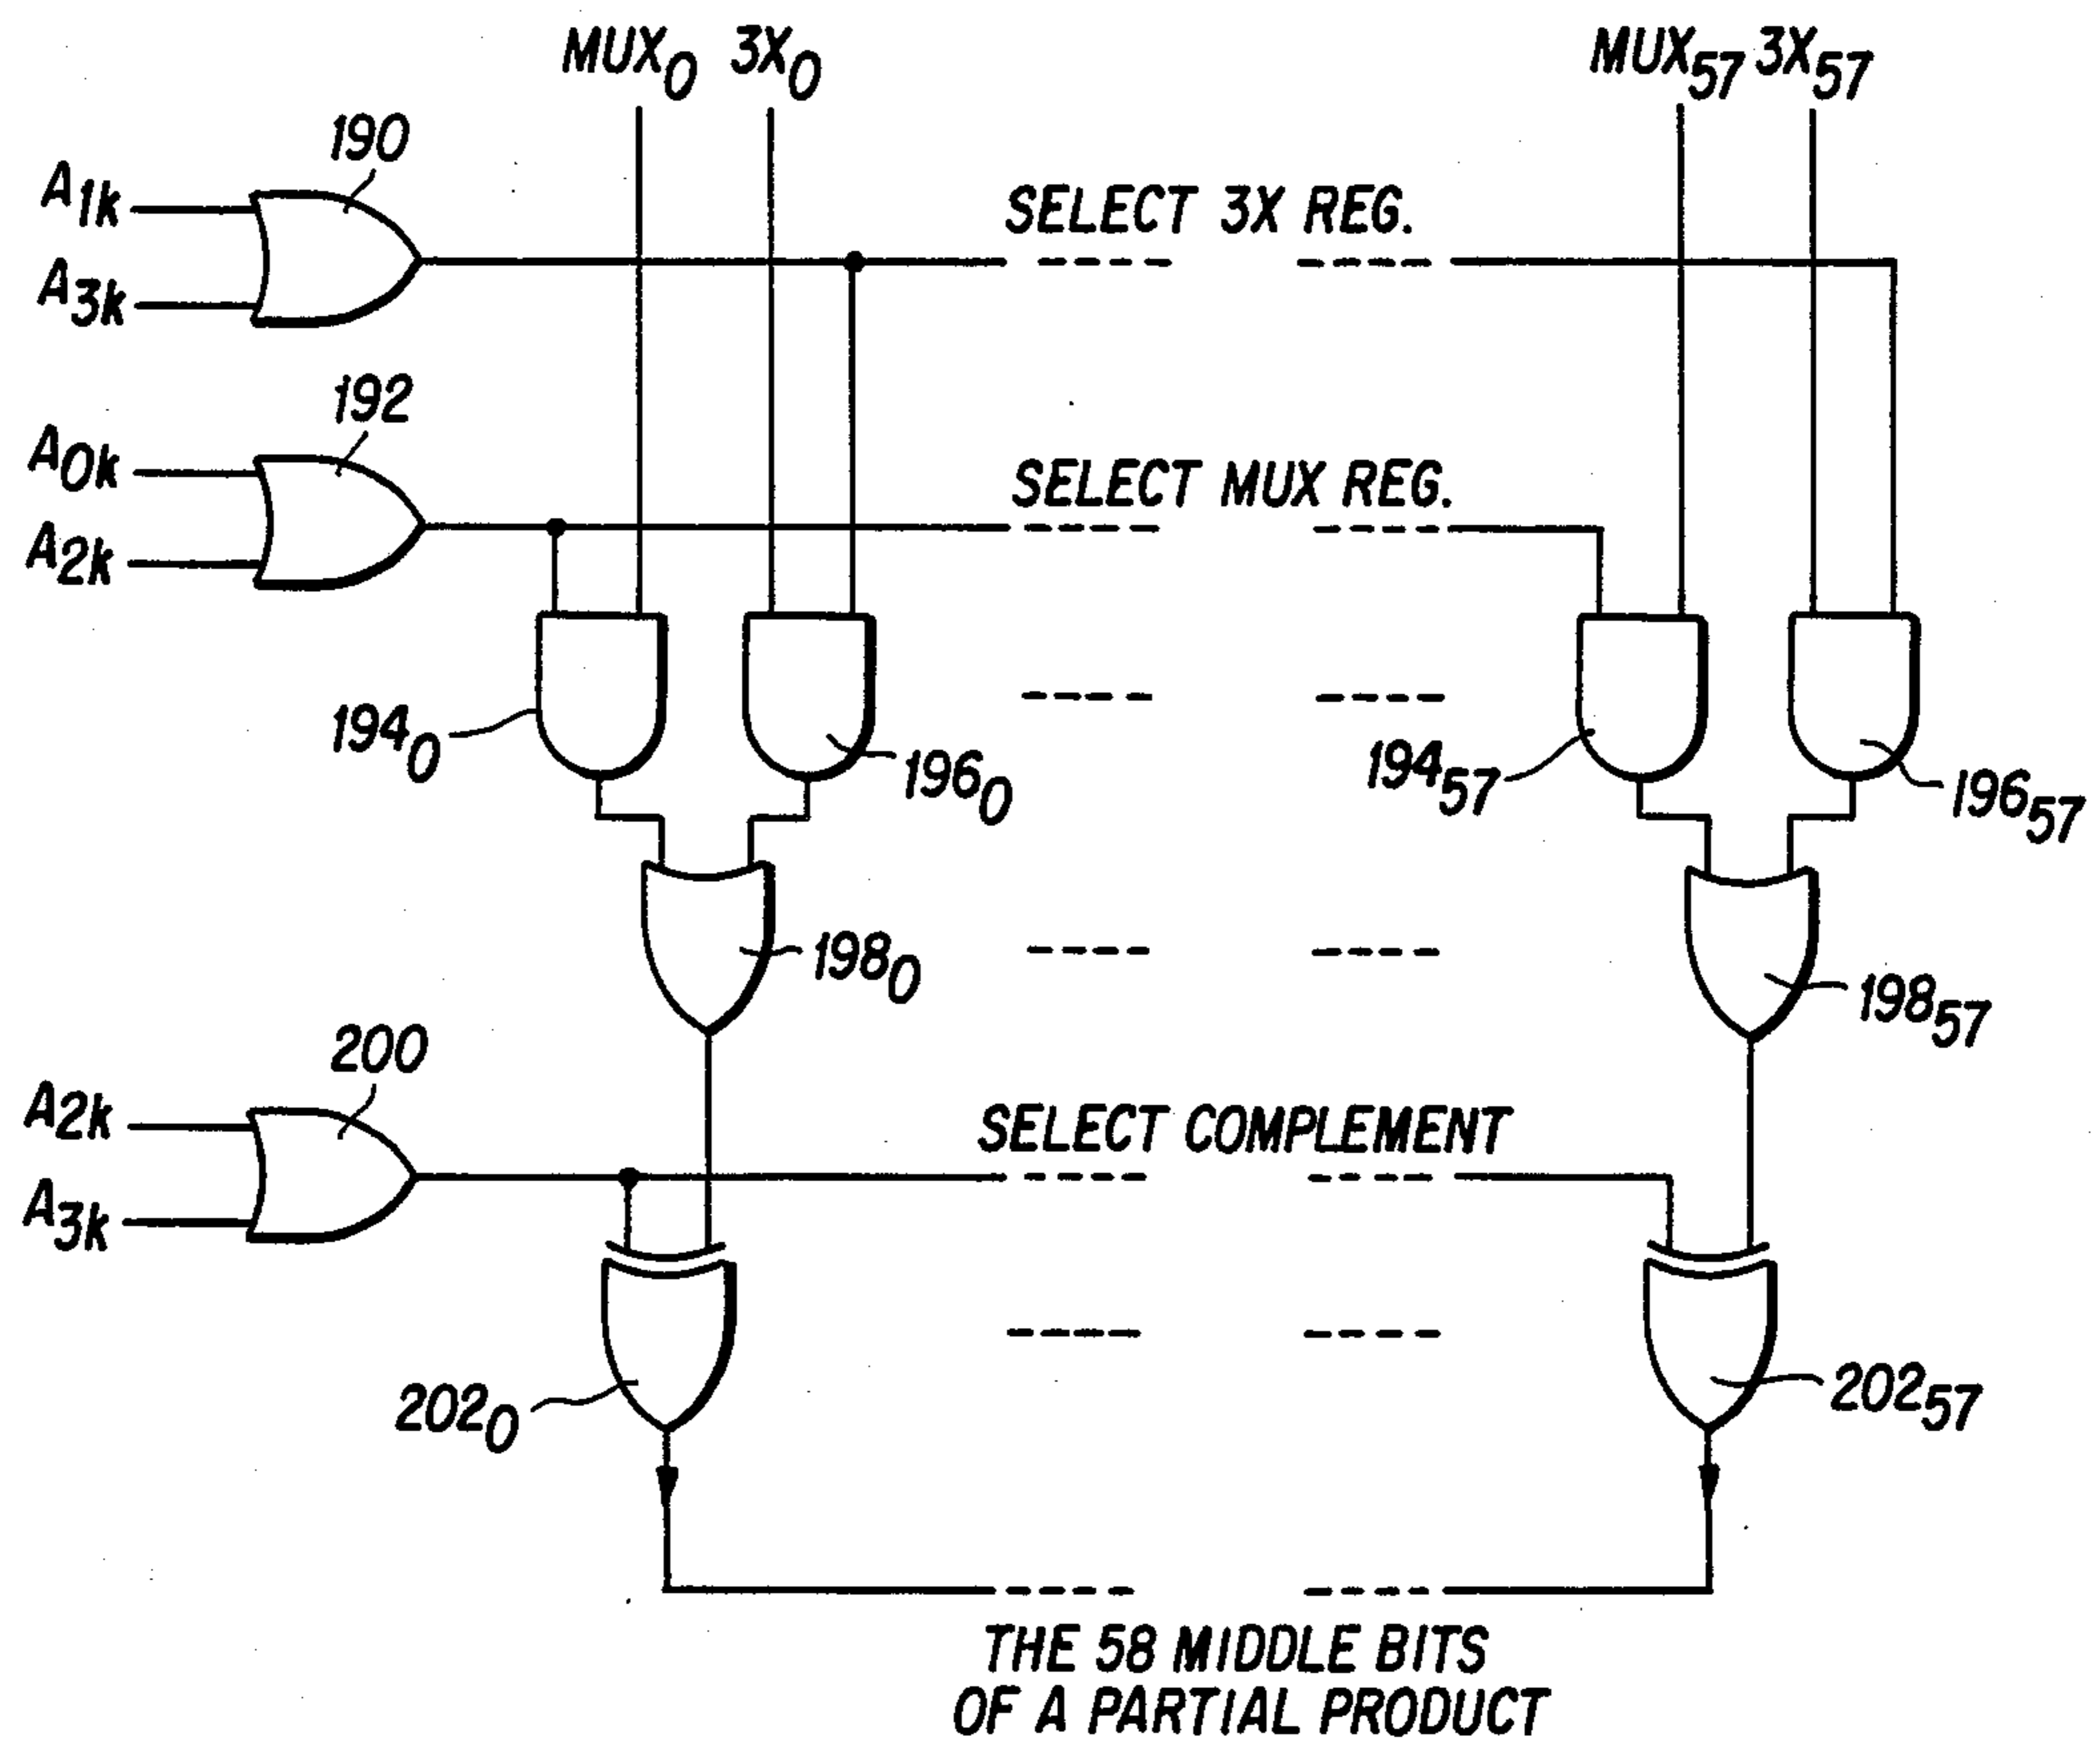 MUX0 3X0 MUX57 3X57
190
A1k
SELECT 3X REG.
A3k
192
A0k
SELECT MUX REG.
A2k
1940
1960
19457
19657
1980
19857
200
A2k
SELECT COMPLEMENT
A3k
2020
20257
THE 58 MIDDLE BITS
OF A PARTIAL PRODUCT